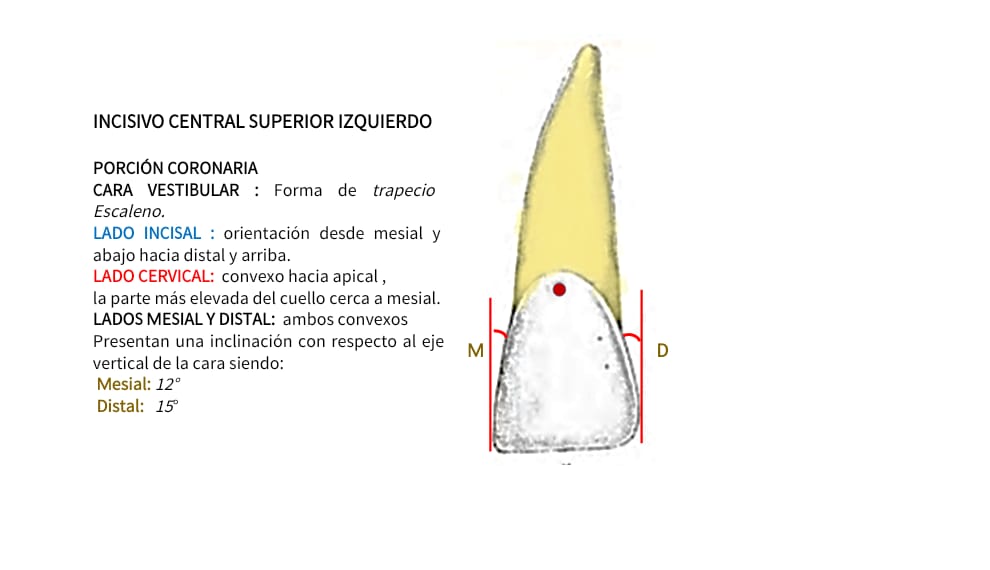 INCISIVO CENTRAL SUPERIOR IZQUIERDO
PORCIÓN CORONARIA
CARA VESTIBULAR : Forma de trapecio
Escaleno.
LADO INCISAL : orientación desde mesial y
abajo hacia distal y arriba.
LADO CERVICAL: convexo hacia apical ,
la parte más elevada del cuello cerca a mesial.
LADOS MESIAL Y DISTAL: ambos convexos
Presentan una inclinación con respecto al eje
vertical de la cara siendo:
Mesial: 12°
Distal: 15°
M
D